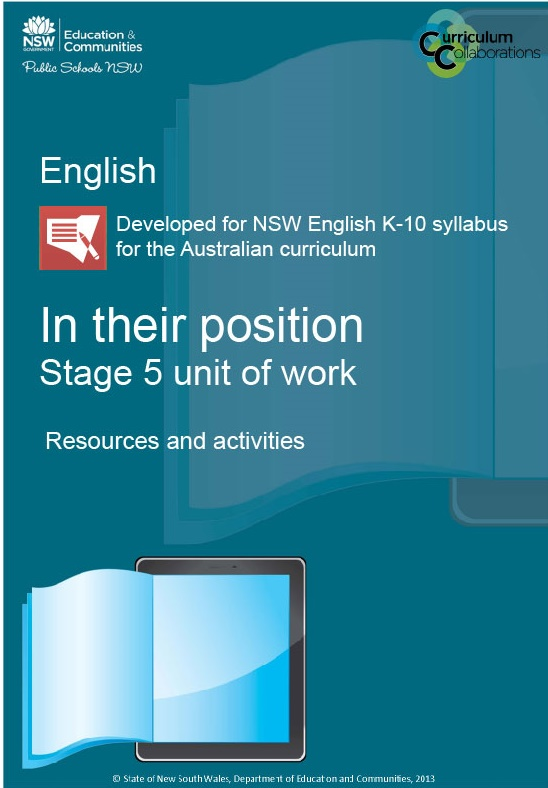 NSW
GOVERNMENT
Education &
Communities
Public Schools NSW
Curriculum
Collaborations
English
Developed for NSW English K-10 syllabus
for the Australian curriculum
In their position
Stage 5 unit of work
Resources and activities
© State of New South Wales, Department of Education and Communities, 2013